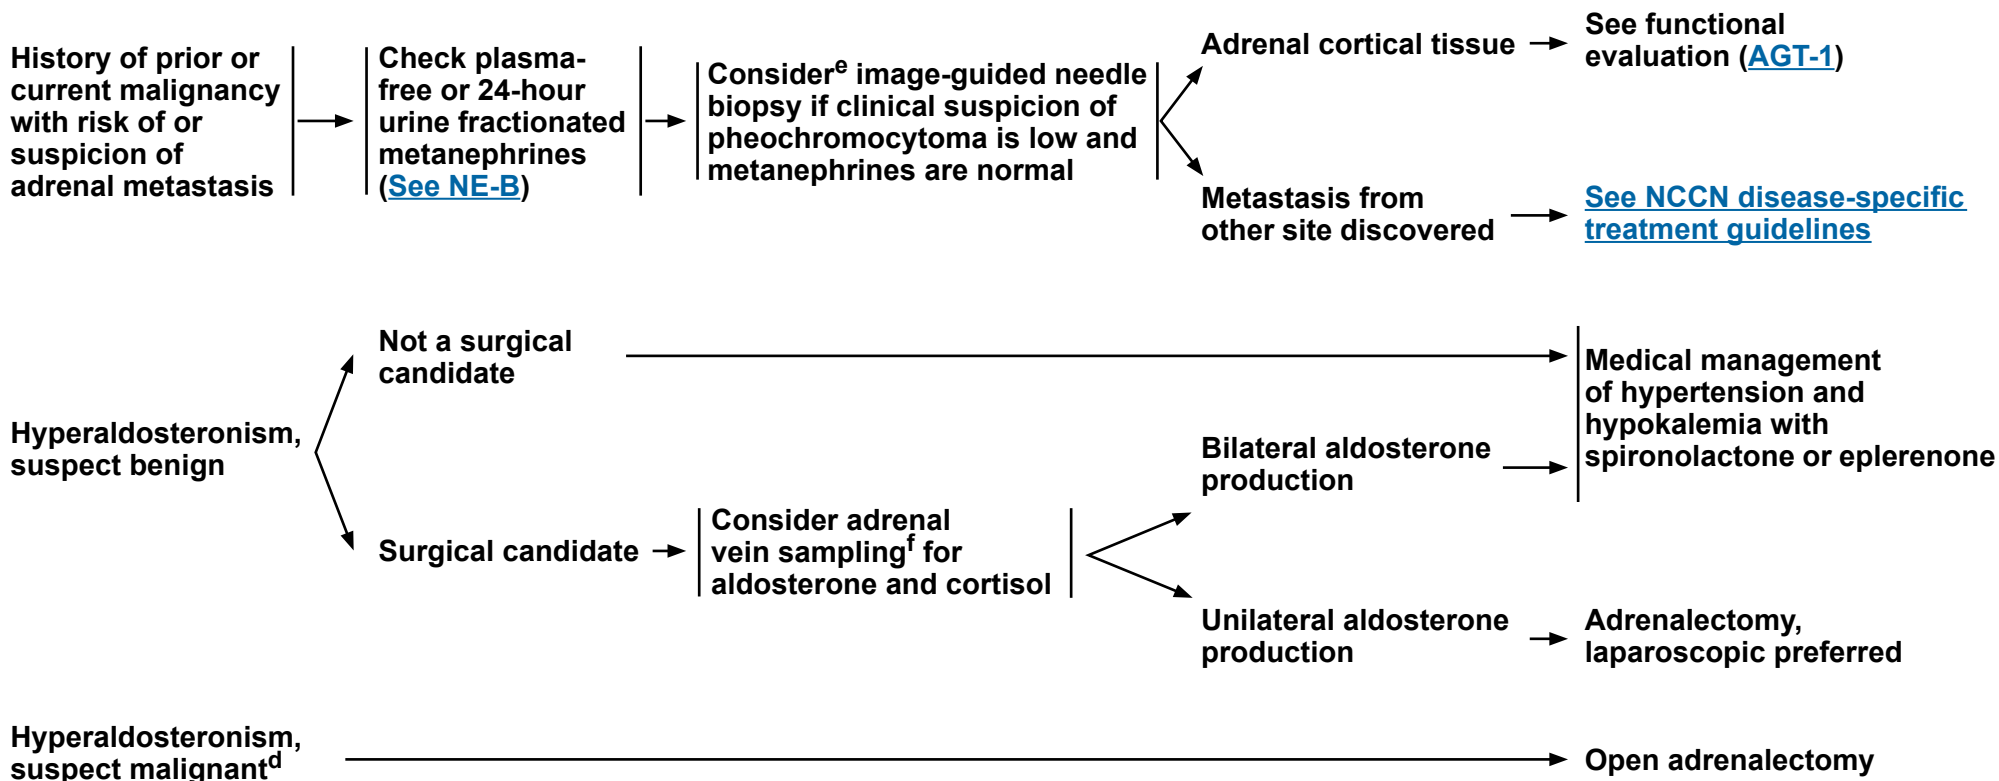 History of prior or
current malignancy
with risk of or
suspicion of
adrenal metastasis
Check plasma-
free or 24-hour
urine fractionated
metanephrines
(See NE-B)
Considerᵉ image-guided needle
biopsy if clinical suspicion of
pheochromocytoma is low and
metanephrines are normal
Adrenal cortical tissue
See functional
evaluation (AGT-1)
Metastasis from
other site discovered
See NCCN disease-specific
treatment guidelines
Hyperaldosteronism,
suspect benign
Not a surgical
candidate
Surgical candidate
Consider adrenal
vein samplingᶠ for
aldosterone and cortisol
Bilateral aldosterone
production
Medical management
of hypertension and
hypokalemia with
spironolactone or eplerenone
Unilateral aldosterone
production
Adrenalectomy,
laparoscopic preferred
Hyperaldosteronism,
suspect malignantᵈ
Open adrenalectomy